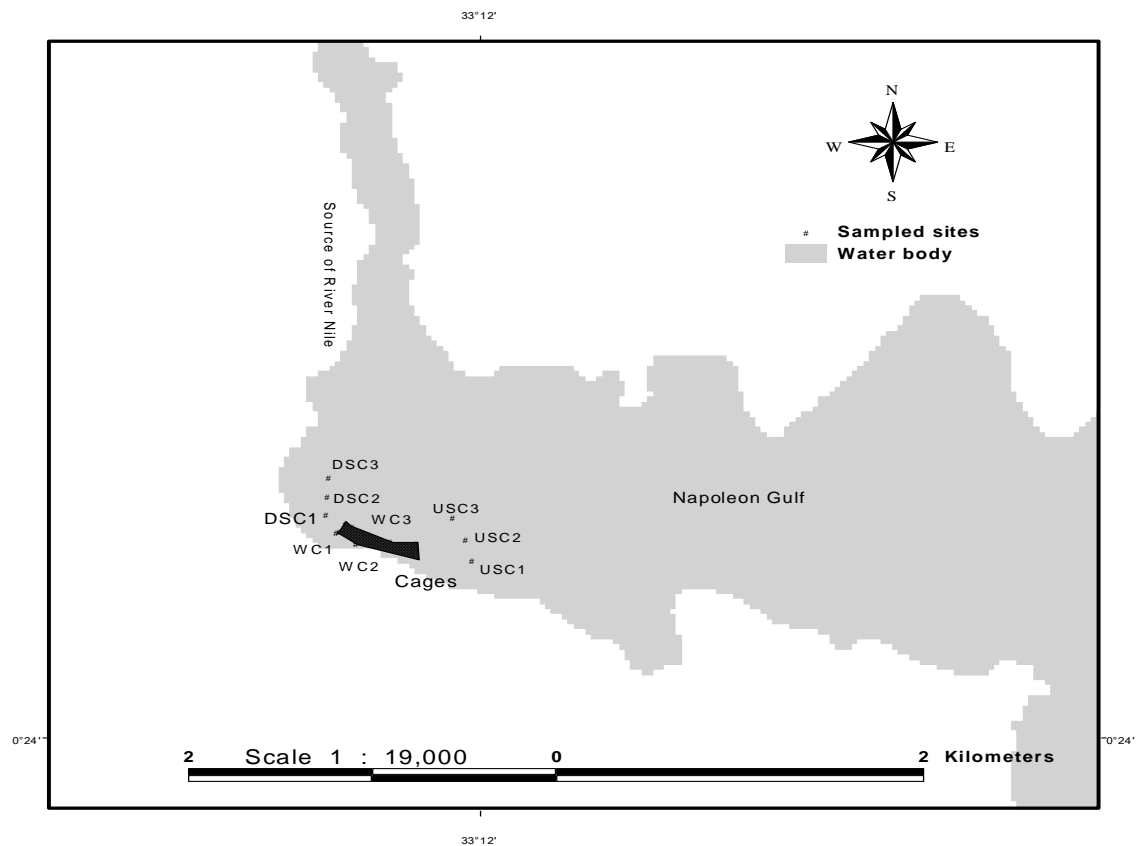 33°12'
N
W E
S
# Sampled sites
Water body
Source of River Nile
DSC3
DSC2
DSC1
WC3
WC1
WC2
USC3
USC2
USC1
Cages
Napoleon Gulf
0°24'
0°24'
2 Scale 1 : 19,000 0 2 Kilometers
33°12'